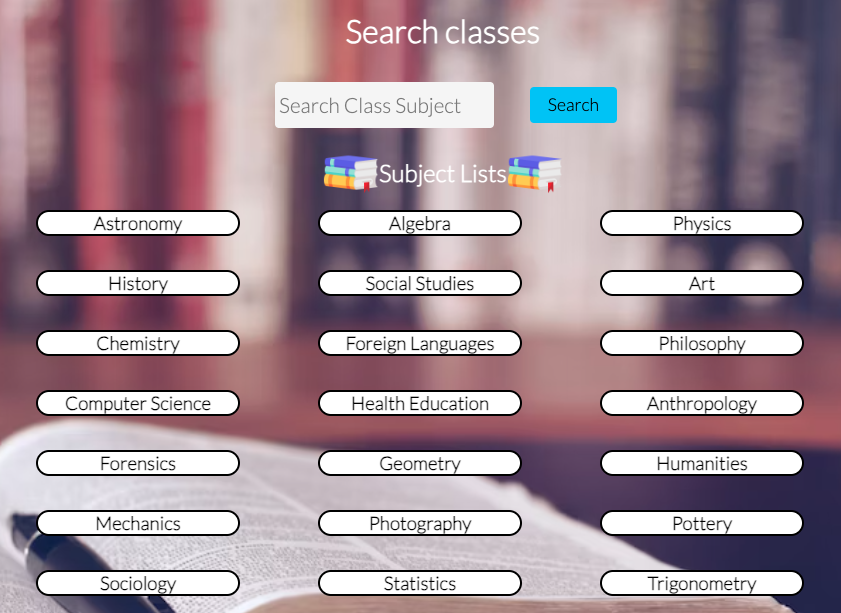 Search classes
Search Class Subject
Search
Subject Lists
Astronomy
Algebra
Physics
History
Social Studies
Art
Chemistry
Foreign Languages
Philosophy
Computer Science
Health Education
Anthropology
Forensics
Geometry
Humanities
Mechanics
Photography
Pottery
Sociology
Statistics
Trigonometry